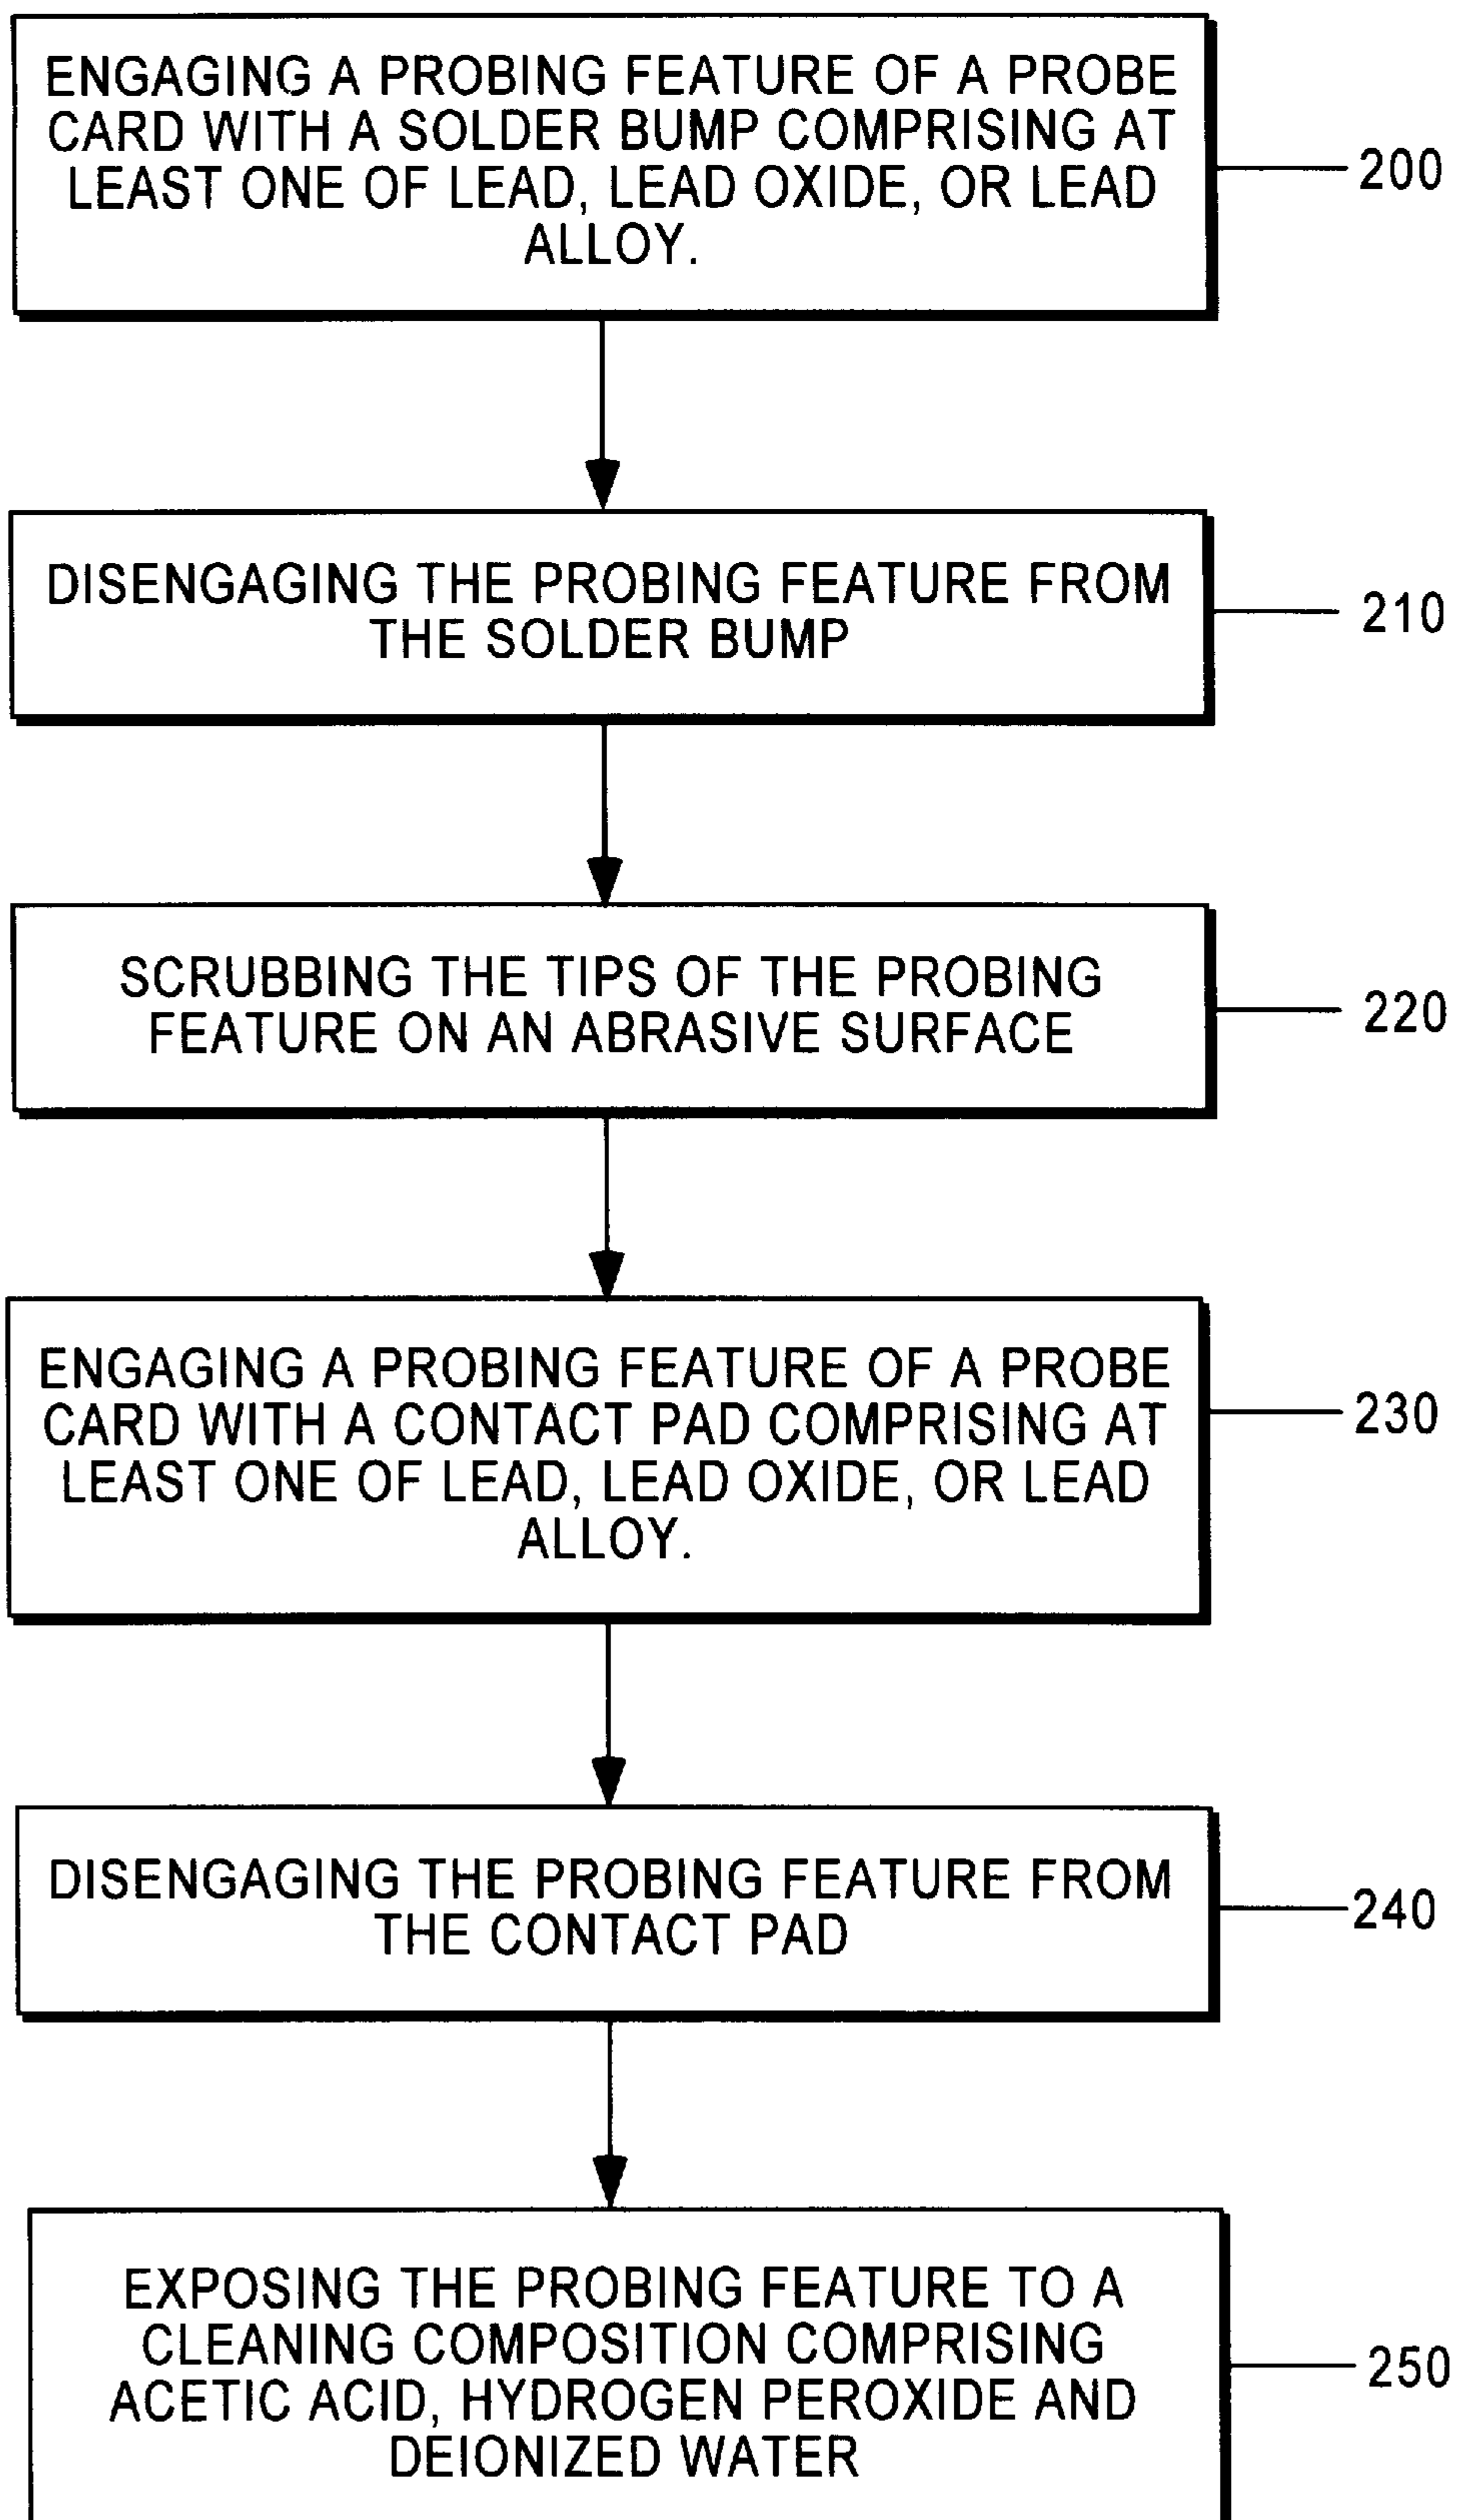 ENGAGING A PROBING FEATURE OF A PROBE
CARD WITH A SOLDER BUMP COMPRISING AT
LEAST ONE OF LEAD, LEAD OXIDE, OR LEAD
ALLOY.
200
DISENGAGING THE PROBING FEATURE FROM
THE SOLDER BUMP
210
SCRUBBING THE TIPS OF THE PROBING
FEATURE ON AN ABRASIVE SURFACE
220
ENGAGING A PROBING FEATURE OF A PROBE
CARD WITH A CONTACT PAD COMPRISING AT
LEAST ONE OF LEAD, LEAD OXIDE, OR LEAD
ALLOY.
230
DISENGAGING THE PROBING FEATURE FROM
THE CONTACT PAD
240
EXPOSING THE PROBING FEATURE TO A
CLEANING COMPOSITION COMPRISING
ACETIC ACID, HYDROGEN PEROXIDE AND
DEIONIZED WATER
250